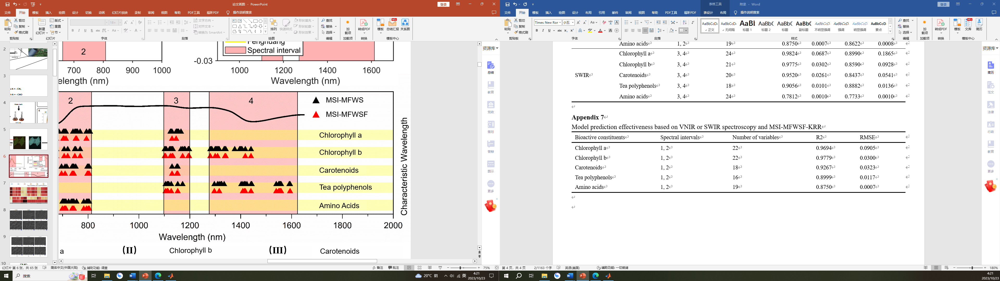 论文画图 - PowerPoint
登录
文件 开始 模板 插入 绘图 设计 切换 动画 幻灯片放映 录制 审阅 视图 帮助 PDF工具 福昕PDF 操作说明搜索
粘贴 剪切 复制 格式刷 新建幻灯片 版式 重置 节 18+ 文字方向 对齐文本 转换为 SmartArt 排列 快速样式 形状填充 形状轮廓 形状效果 查找 替换 选择 加载项 转成PDF 模板 总结汇报 关系图
剪贴板 幻灯片 字体 段落 绘图 编辑 加载项 转换 模板中心
2
3
a R = - CH3
b R = - CHO
4
5
6
7
8
9
10
Fenghuang
Spectral interval
2
-0.03
700 800 900 1000
1000 1200 1400 1600
elength (nm)
Wavelength (nm)
2 3 4
MSI-MFWS
MSI-MFWSF
Chlorophyll a
Chlorophyll b
Carotenoids
Tea polyphenols
Amino Acids
Characteristic Wavelength
800 1000 1200 1400 1600 1800 2000
Wavelength (nm)
a (II) Chlorophyll b (III) Carotenoids
资源库
总结
教育
党政
策划
答辩
图示
更多
幻灯片 第 6 张，共 65 张 简体中文(中国大陆) 辅助功能: 调查 备注 批注 75%
搜索
20°C 阴 英 4:21
2023/10/23
附录 - Word
表格工具
登录
文件 开始 模板 插入 绘图 设计 布局 引用 邮件 审阅 视图 帮助 PDF工具 福昕PDF 表设计 布局 操作说明搜索
粘贴 剪切 复制 格式刷 Times New Ror 小五 正文 无间隔 标题 1 标题 2 标题 副标题 不明显强调 强调 明显强调 要点 查找 替换 选择 加载项 转成PDF 模板 文库 简历
剪贴板 字体 段落 样式 编辑 加载项 转换 模板中心
Amino acids 1, 2 19 0.8750 0.0007 0.8622 0.0008
Chlorophyll a 3, 4 24 0.9824 0.0687 0.8990 0.1865
Chlorophyll b 3, 4 21 0.9775 0.0302 0.8590 0.0928
SWIR Carotenoids 3, 4 20 0.9520 0.0261 0.8437 0.0541
Tea polyphenols 3, 4 18 0.9056 0.0101 0.8882 0.0136
Amino acids 3, 4 24 0.7812 0.0010 0.7733 0.0010
Appendix 7
Model prediction effectiveness based on VNIR or SWIR spectroscopy and MSI-MFWSF-KRR
Bioactive constituents Spectral intervals Number of variables R2 RMSE
Chlorophyll a 1, 2 22 0.9694 0.0905
Chlorophyll b 1, 2 22 0.9779 0.0300
Carotenoids 1, 2 18 0.9267 0.0323
Tea polyphenols 1, 2 16 0.8999 0.0117
Amino acids 1, 2 19 0.8750 0.0007
资源库
简历
范文
法律
行政
教育
更多
第 4 页，共 4 页 2/1163 个字 英语(美国) 辅助功能: 一切就绪 180%
4:21
2023/10/23